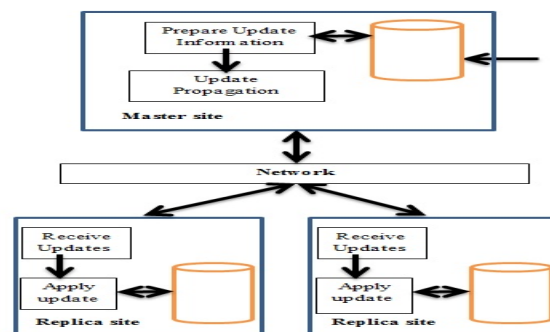 Prepare Update
Information
Update
Propagation
Master site
Network
Receive
Updates
Apply
update
Replica site
Receive
Updates
Apply
update
Replica site